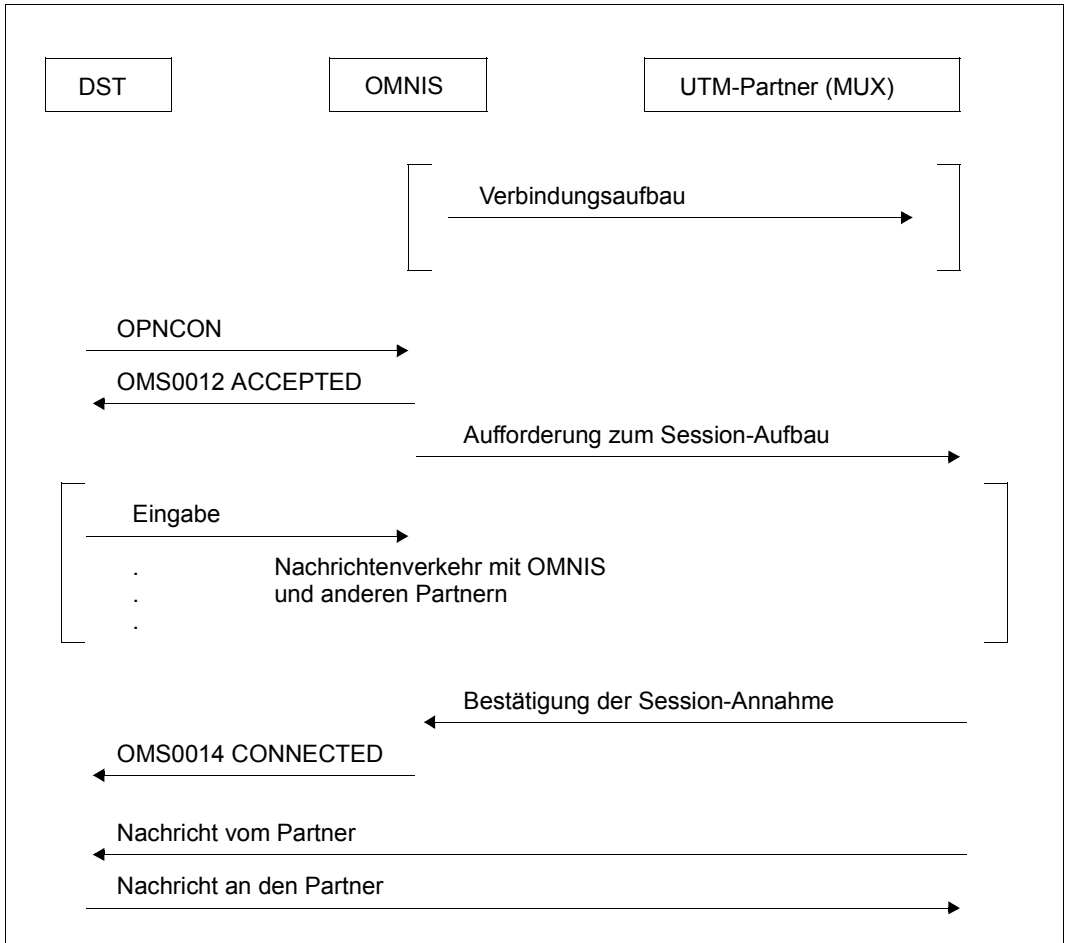 DST
OMNIS
UTM-Partner (MUX)
Verbindungsaufbau
OPNCON
OMS0012 ACCEPTED
Aufforderung zum Session-Aufbau
Eingabe
. Nachrichtenverkehr mit OMNIS
. und anderen Partnern
.
Bestätigung der Session-Annahme
OMS0014 CONNECTED
Nachricht vom Partner
Nachricht an den Partner